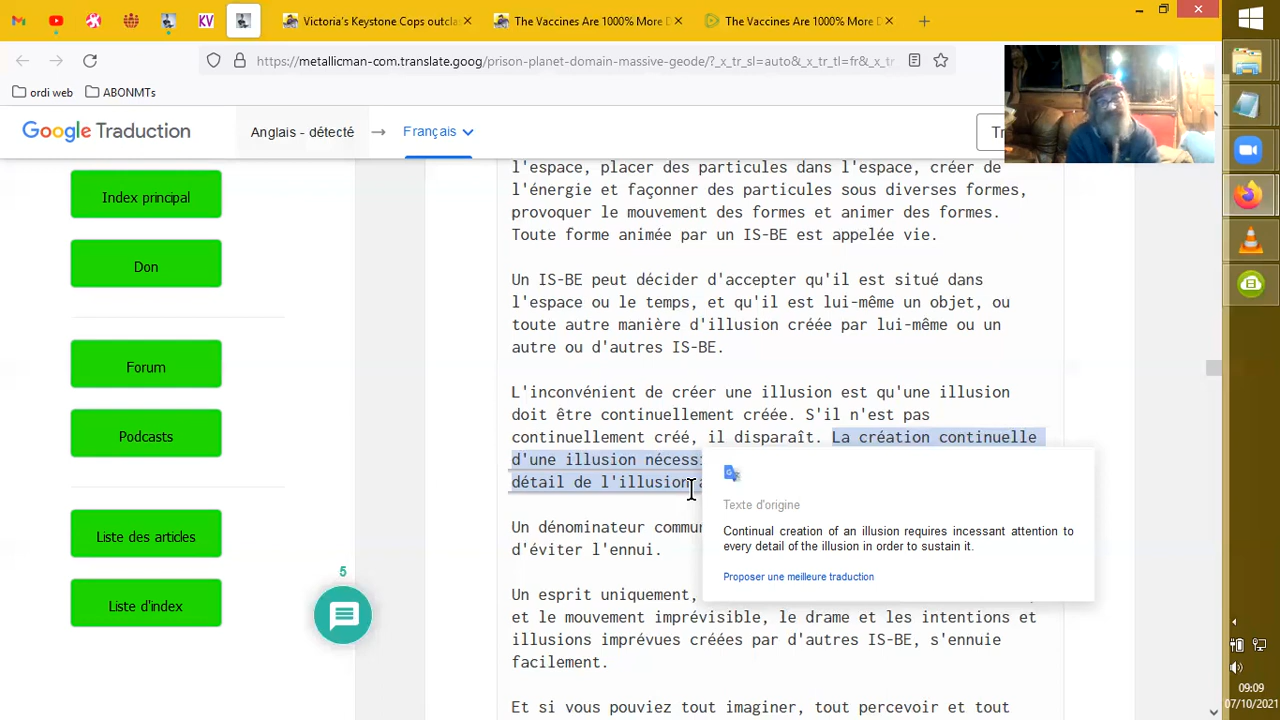 KV
Victoria's Keystone Cops outcla
The Vaccines Are 1000% More D
The Vaccines Are 1000% More D
https://metallicman-com.translate.goog/prison-planet-domain-massive-geode/?_x_tr_sl=auto&_x_tr_tl=fr&_x_tr
ordi web
ABONMTs
Google Traduction
Anglais - détecté
Français
Tr
Index principal
Don
Forum
Podcasts
Liste des articles
Liste d'index
5
l'espace, placer des particules dans l'espace, créer de
l'énergie et façonner des particules sous diverses formes,
provoquer le mouvement des formes et animer des formes.
Toute forme animée par un IS-BE est appelée vie.
Un IS-BE peut décider d'accepter qu'il est situé dans
l'espace ou le temps, et qu'il est lui-même un objet, ou
toute autre manière d'illusion créée par lui-même ou un
autre ou d'autres IS-BE.
L'inconvénient de créer une illusion est qu'une illusion
doit être continuellement créée. S'il n'est pas
continuellement créé, il disparaît. La création continuelle
d'une illusion nécessi
détail de l'illusion
Texte d'origine
Continual creation of an illusion requires incessant attention to
every detail of the illusion in order to sustain it.
Proposer une meilleure traduction
Un dénominateur commu
d'éviter l'ennui.
Un esprit uniquement,
et le mouvement imprévisible, le drame et les intentions et
illusions imprévues créées par d'autres IS-BE, s'ennuie
facilement.
Et si vous pouviez tout imaginer, tout percevoir et tout
09:09
07/10/2021